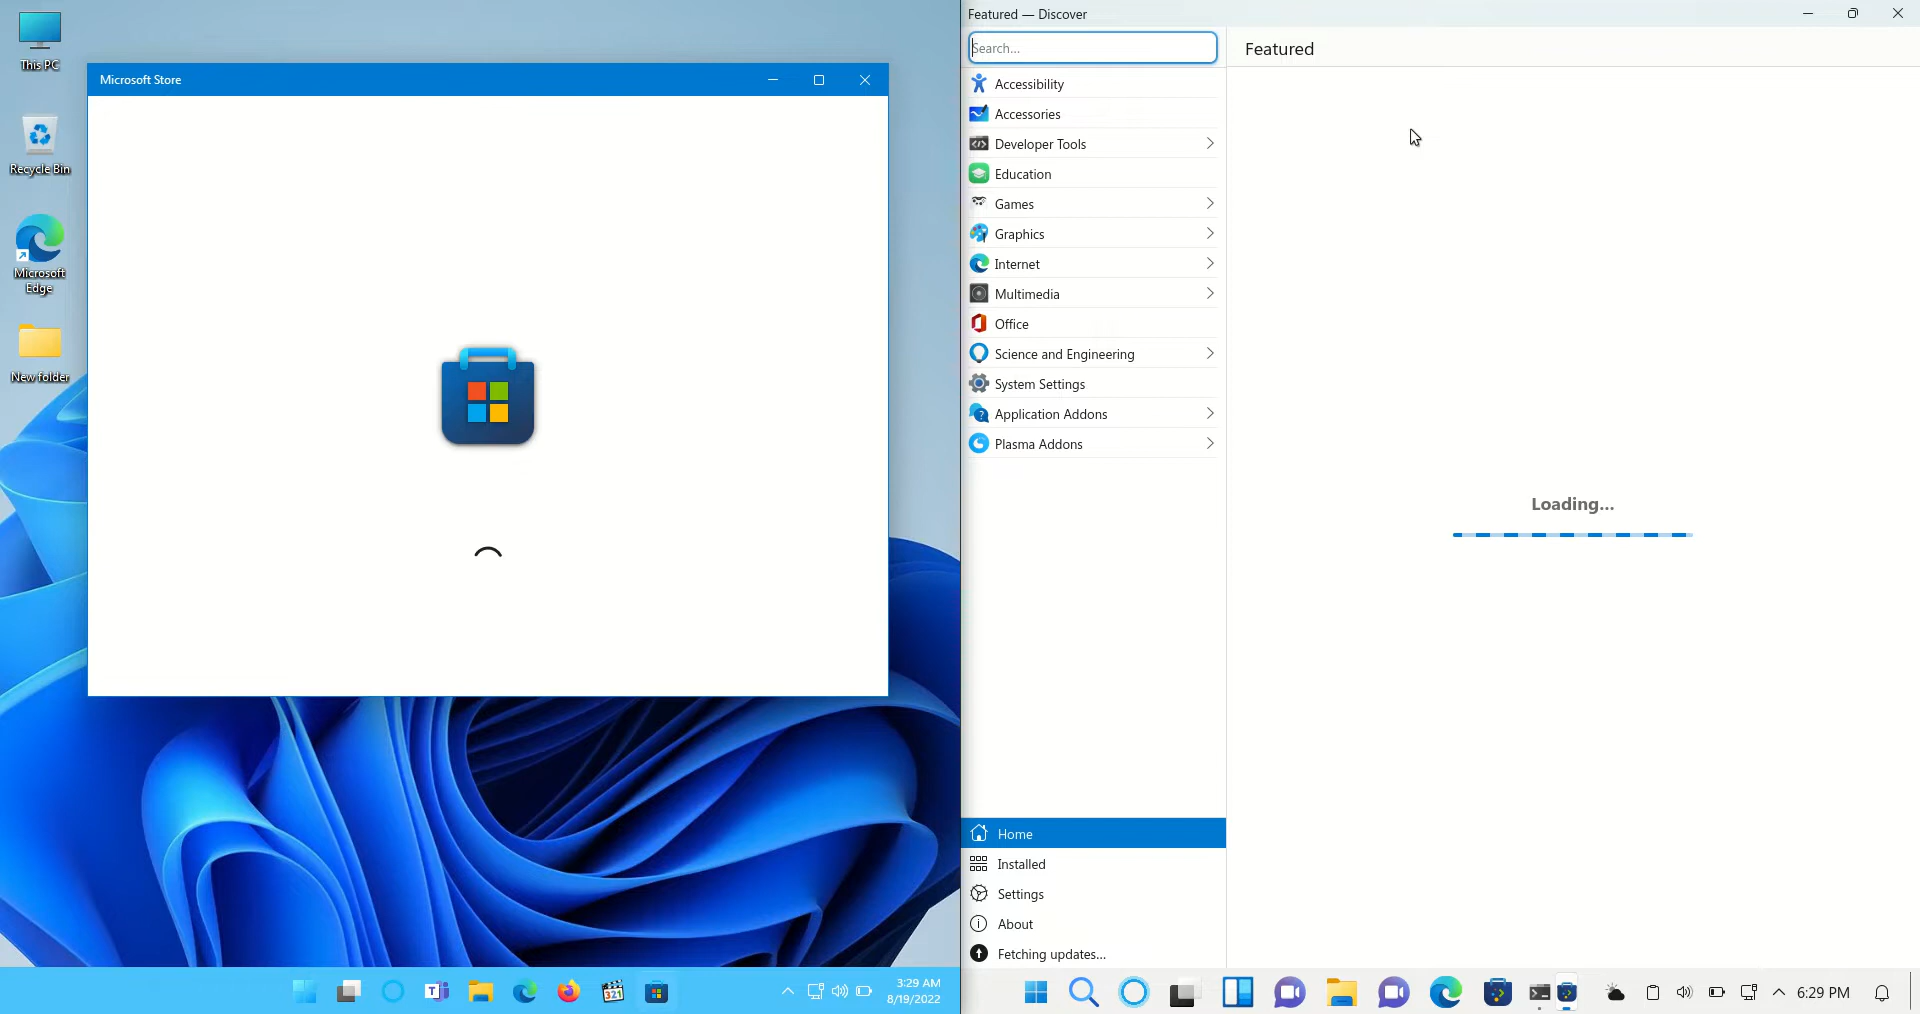 This PC
Recycle Bin
Microsoft
Edge
New folder
Microsoft Store
3:29 AM
8/19/2022
Featured — Discover
Search...
Featured
Accessibility
Accessories
Developer Tools
Education
Games
Graphics
Internet
Multimedia
Office
Science and Engineering
System Settings
Application Addons
Plasma Addons
Loading...
Home
Installed
Settings
About
Fetching updates...
6:29 PM
321